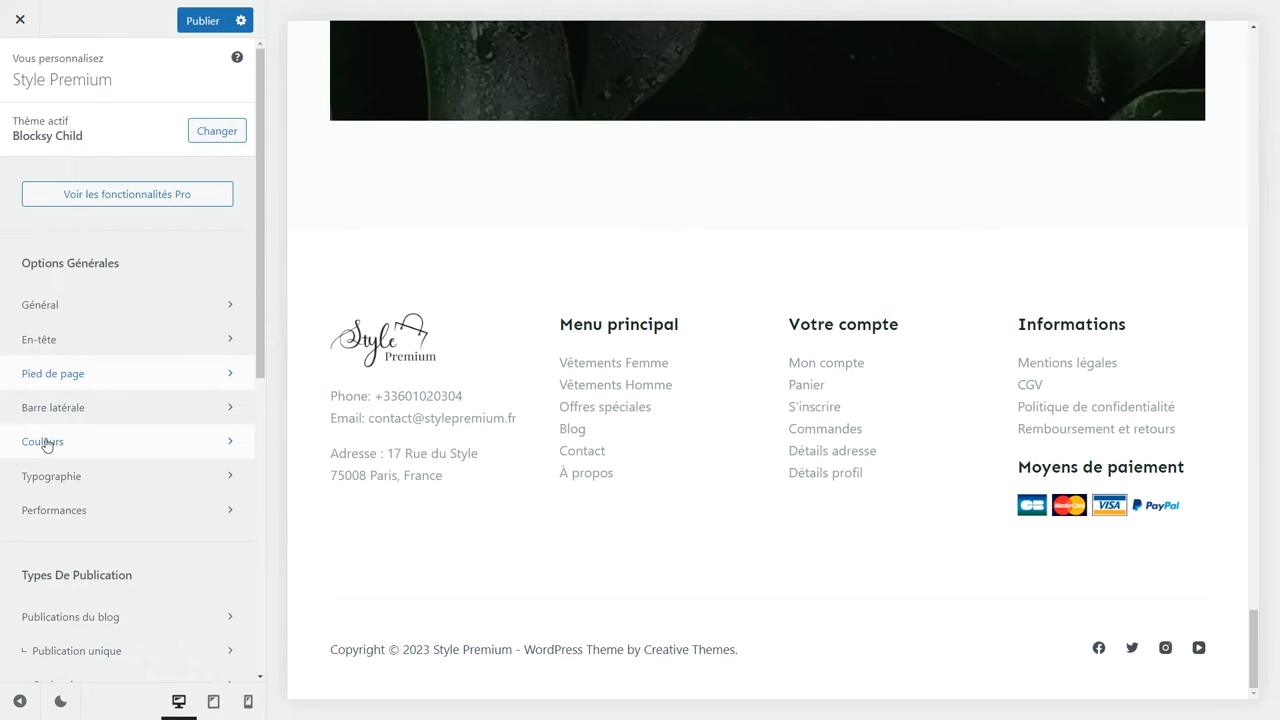 Publier
Vous personnalisez
Style Premium
Thème actif
Blocksy Child
Changer
Voir les fonctionnalités Pro
Options Générales
Général
En-tête
Pied de page
Barre latérale
Couleurs
Typographie
Performances
Types De Publication
Publications du blog
Publication unique
Style
Premium
Phone: +33601020304
Email: contact@stylepremium.fr
Adresse : 17 Rue du Style
75008 Paris, France
Menu principal
Vêtements Femme
Vêtements Homme
Offres spéciales
Blog
Contact
À propos
Votre compte
Mon compte
Panier
S'inscrire
Commandes
Détails adresse
Détails profil
Informations
Mentions légales
CGV
Politique de confidentialité
Remboursement et retours
Moyens de paiement
CB MasterCard VISA PayPal
Copyright © 2023 Style Premium - WordPress Theme by Creative Themes.